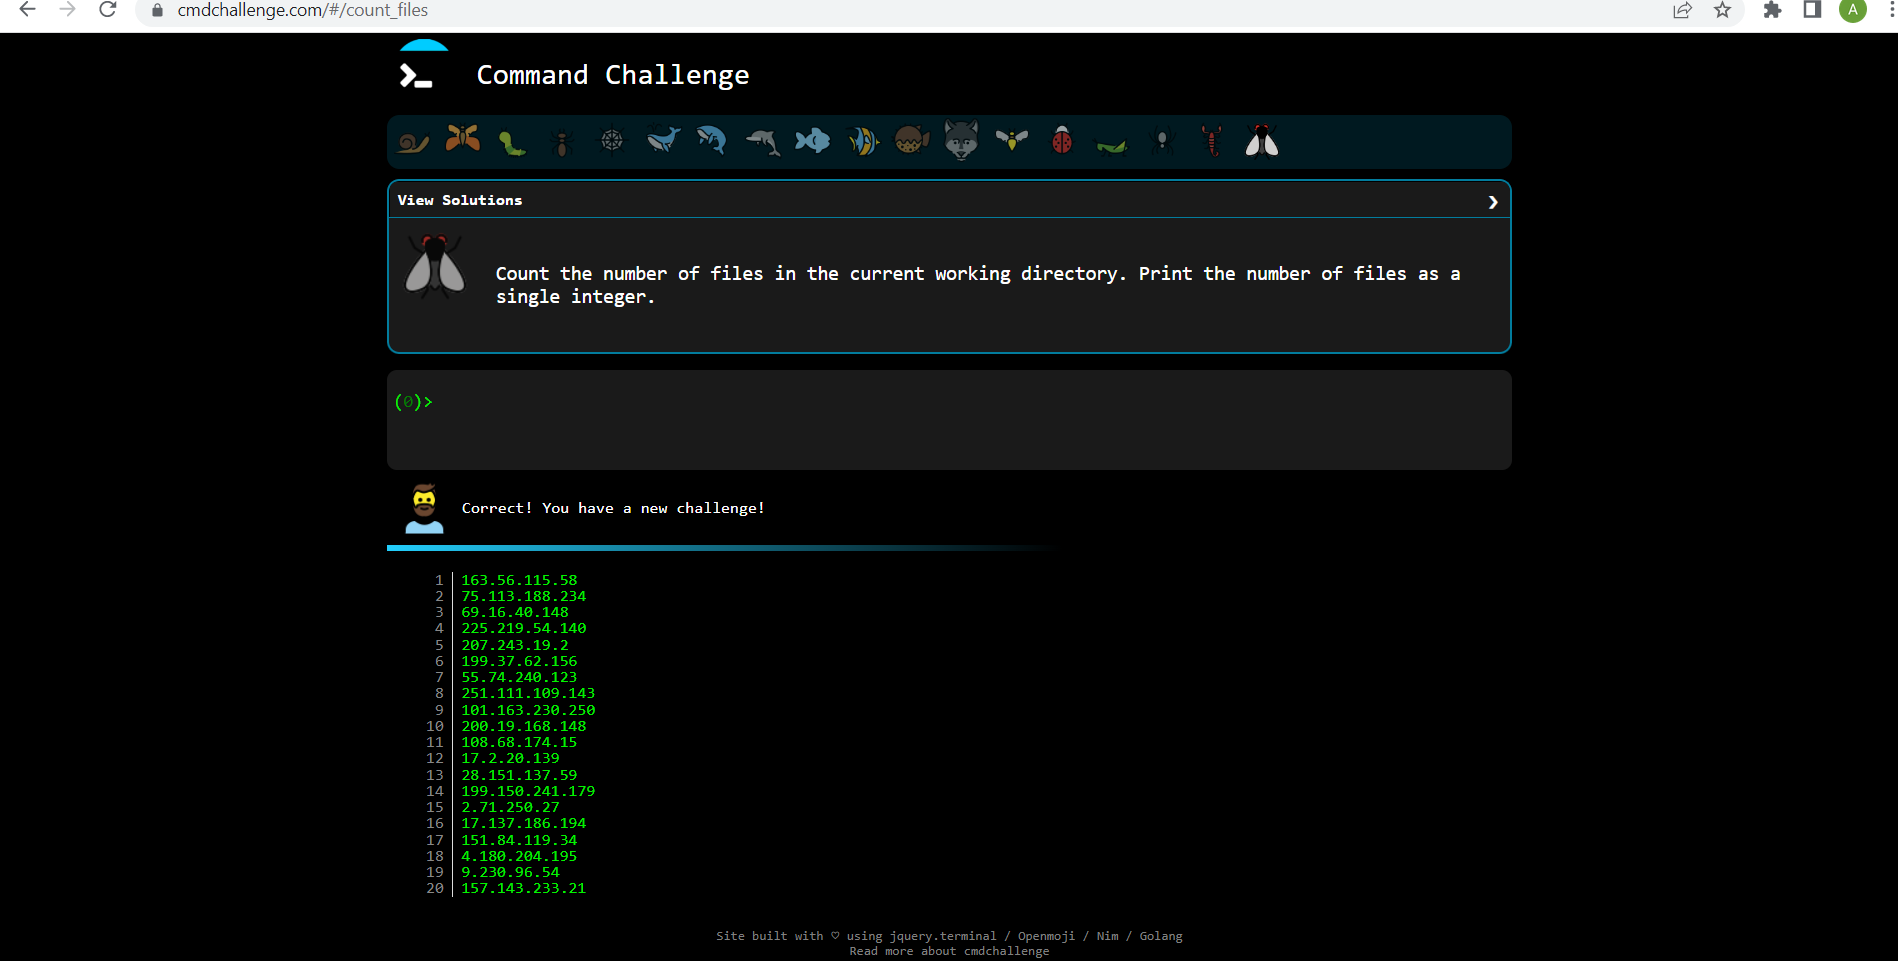 cmdchallenge.com/#/count_files
A
Command Challenge
View Solutions
Count the number of files in the current working directory. Print the number of files as a
single integer.
(0)>
Correct! You have a new challenge!
1 163.56.115.58
2 75.113.188.234
3 69.16.40.148
4 225.219.54.140
5 207.243.19.2
6 199.37.62.156
7 55.74.240.123
8 251.111.109.143
9 101.163.230.250
10 200.19.168.148
11 108.68.174.15
12 17.2.20.139
13 28.151.137.59
14 199.150.241.179
15 2.71.250.27
16 17.137.186.194
17 151.84.119.34
18 4.180.204.195
19 9.230.96.54
20 157.143.233.21
Site built with ♡ using jquery.terminal / Openmoji / Nim / Golang
Read more about cmdchallenge